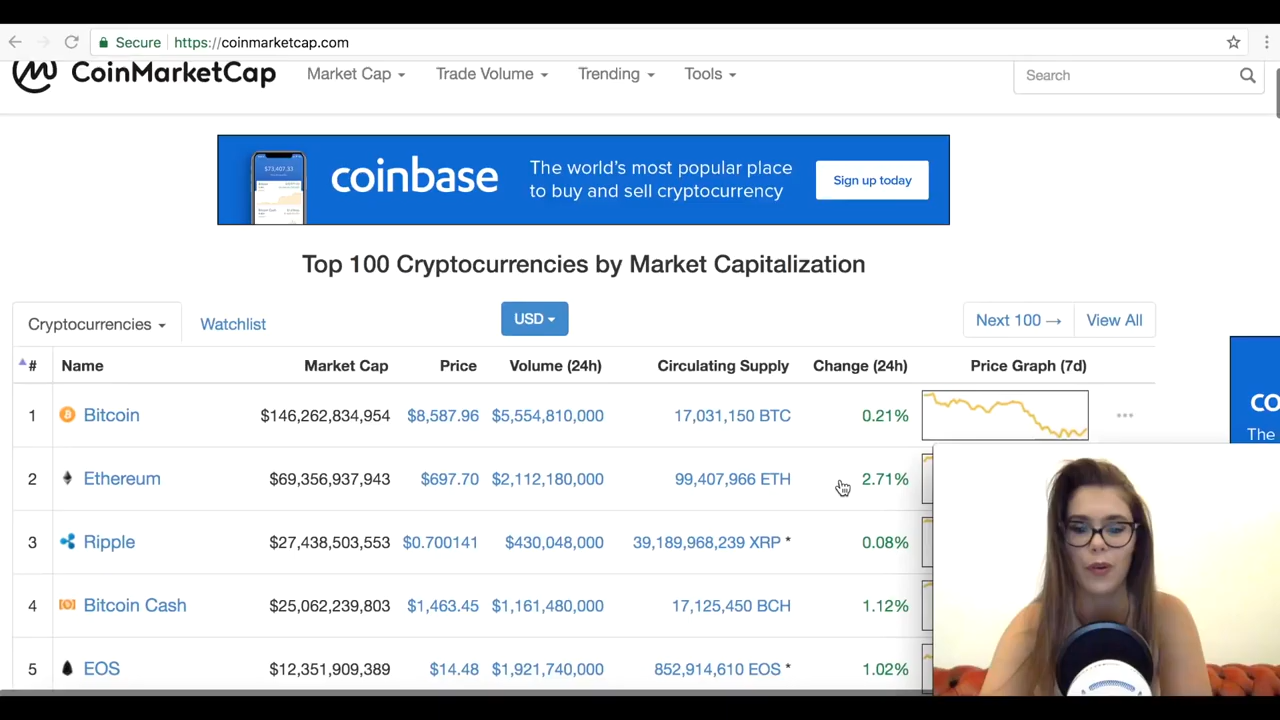 Secure https://coinmarketcap.com
CoinMarketCap Market Cap Trade Volume Trending Tools Search
coinbase
$73,407.33
The world's most popular place
to buy and sell cryptocurrency
Sign up today
Top 100 Cryptocurrencies by Market Capitalization
Cryptocurrencies Watchlist USD Next 100 → View All
# Name Market Cap Price Volume (24h) Circulating Supply Change (24h) Price Graph (7d)
1 Bitcoin $146,262,834,954 $8,587.96 $5,554,810,000 17,031,150 BTC 0.21%
2 Ethereum $69,356,937,943 $697.70 $2,112,180,000 99,407,966 ETH 2.71%
3 Ripple $27,438,503,553 $0.700141 $430,048,000 39,189,968,239 XRP * 0.08%
4 Bitcoin Cash $25,062,239,803 $1,463.45 $1,161,480,000 17,125,450 BCH 1.12%
5 EOS $12,351,909,389 $14.48 $1,921,740,000 852,914,610 EOS * 1.02%
co
The